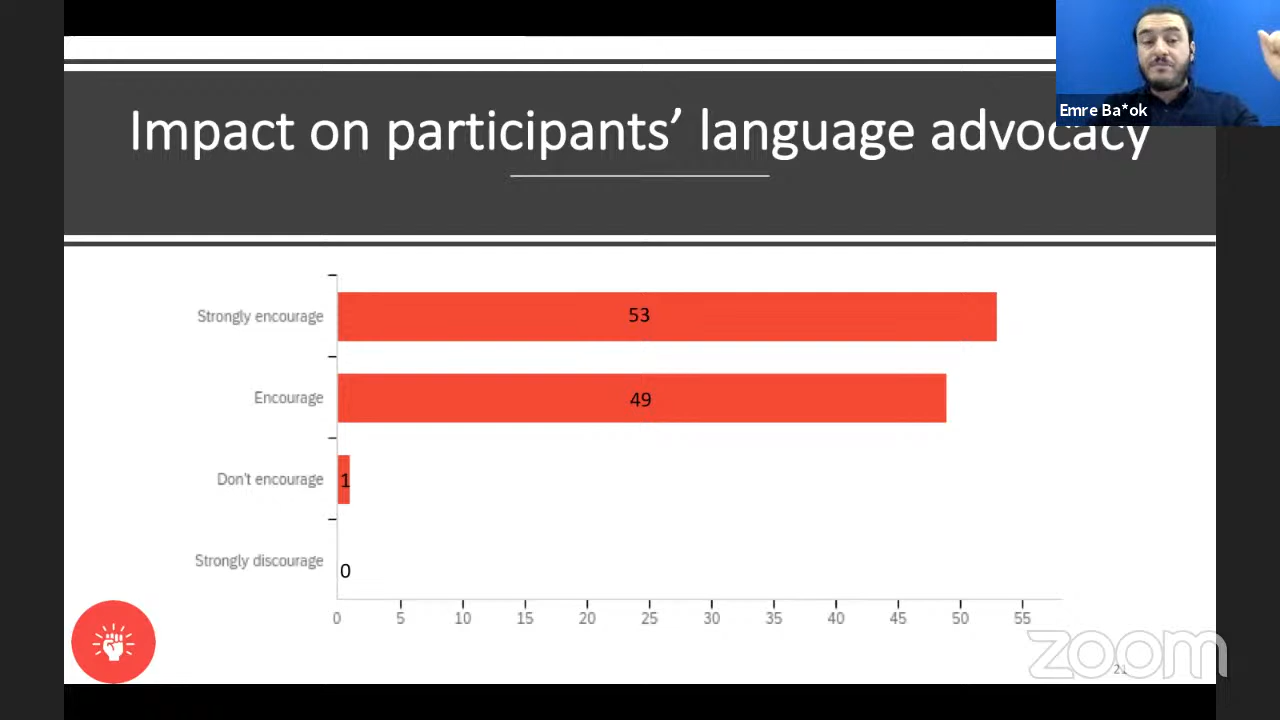 Emre Ba*ok
Impact on participants’ language advocacy
Strongly encourage
53
Encourage
49
Don't encourage
1
Strongly discourage
0
0 5 10 15 20 25 30 35 40 45 50 55
zoom
21